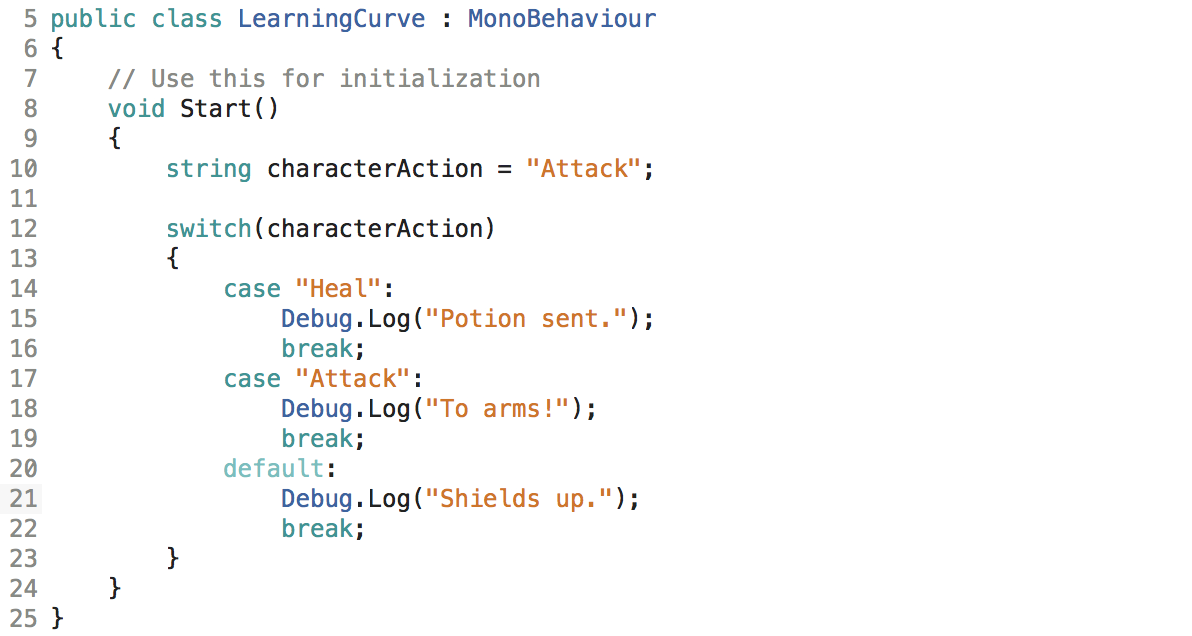 5 public class LearningCurve : MonoBehaviour
6 {
7     // Use this for initialization
8     void Start()
9     {
10         string characterAction = "Attack";
11
12         switch(characterAction)
13         {
14             case "Heal":
15                 Debug.Log("Potion sent.");
16                 break;
17             case "Attack":
18                 Debug.Log("To arms!");
19                 break;
20             default:
21                 Debug.Log("Shields up.");
22                 break;
23         }
24     }
25 }